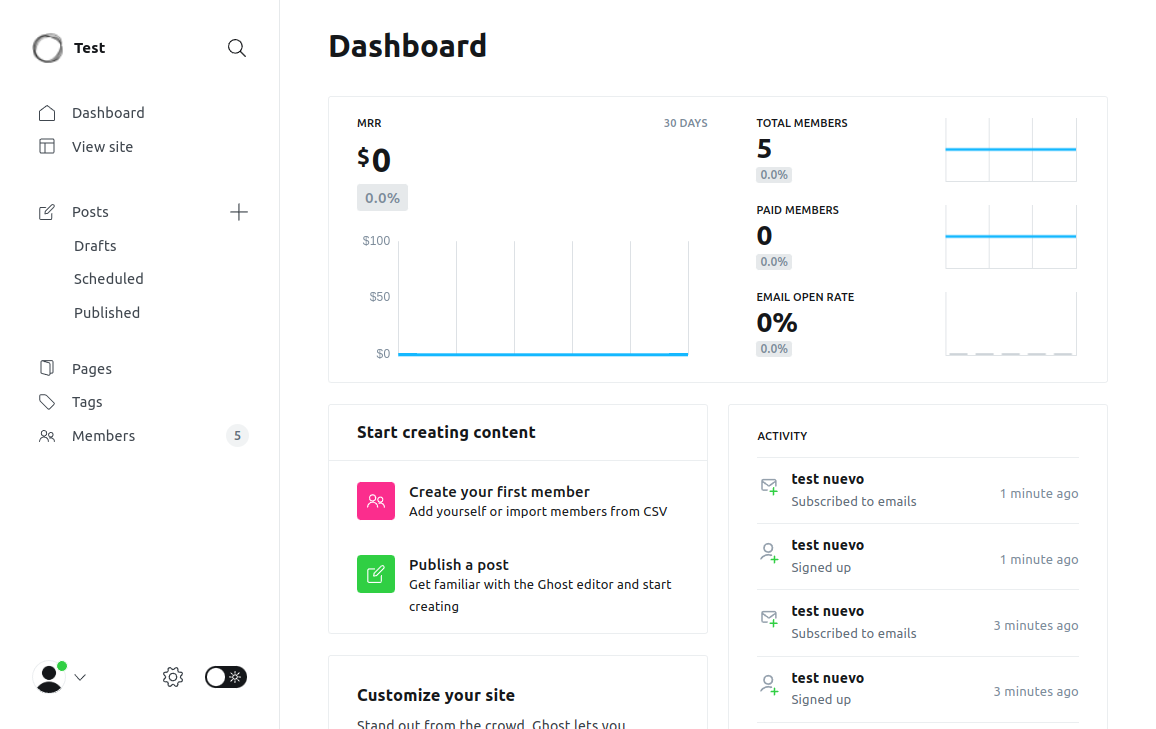 Test
Dashboard
View site
Posts
Drafts
Scheduled
Published
Pages
Tags
Members 5
Dashboard
MRR 30 DAYS
$0
0.0%
$100
$50
$0
TOTAL MEMBERS
5
0.0%
PAID MEMBERS
0
0.0%
EMAIL OPEN RATE
0%
0.0%
Start creating content
Create your first member
Add yourself or import members from CSV
Publish a post
Get familiar with the Ghost editor and start
creating
Customize your site
Stand out from the crowd. Ghost lets you
ACTIVITY
test nuevo
Subscribed to emails 1 minute ago
test nuevo
Signed up 1 minute ago
test nuevo
Subscribed to emails 3 minutes ago
test nuevo
Signed up 3 minutes ago